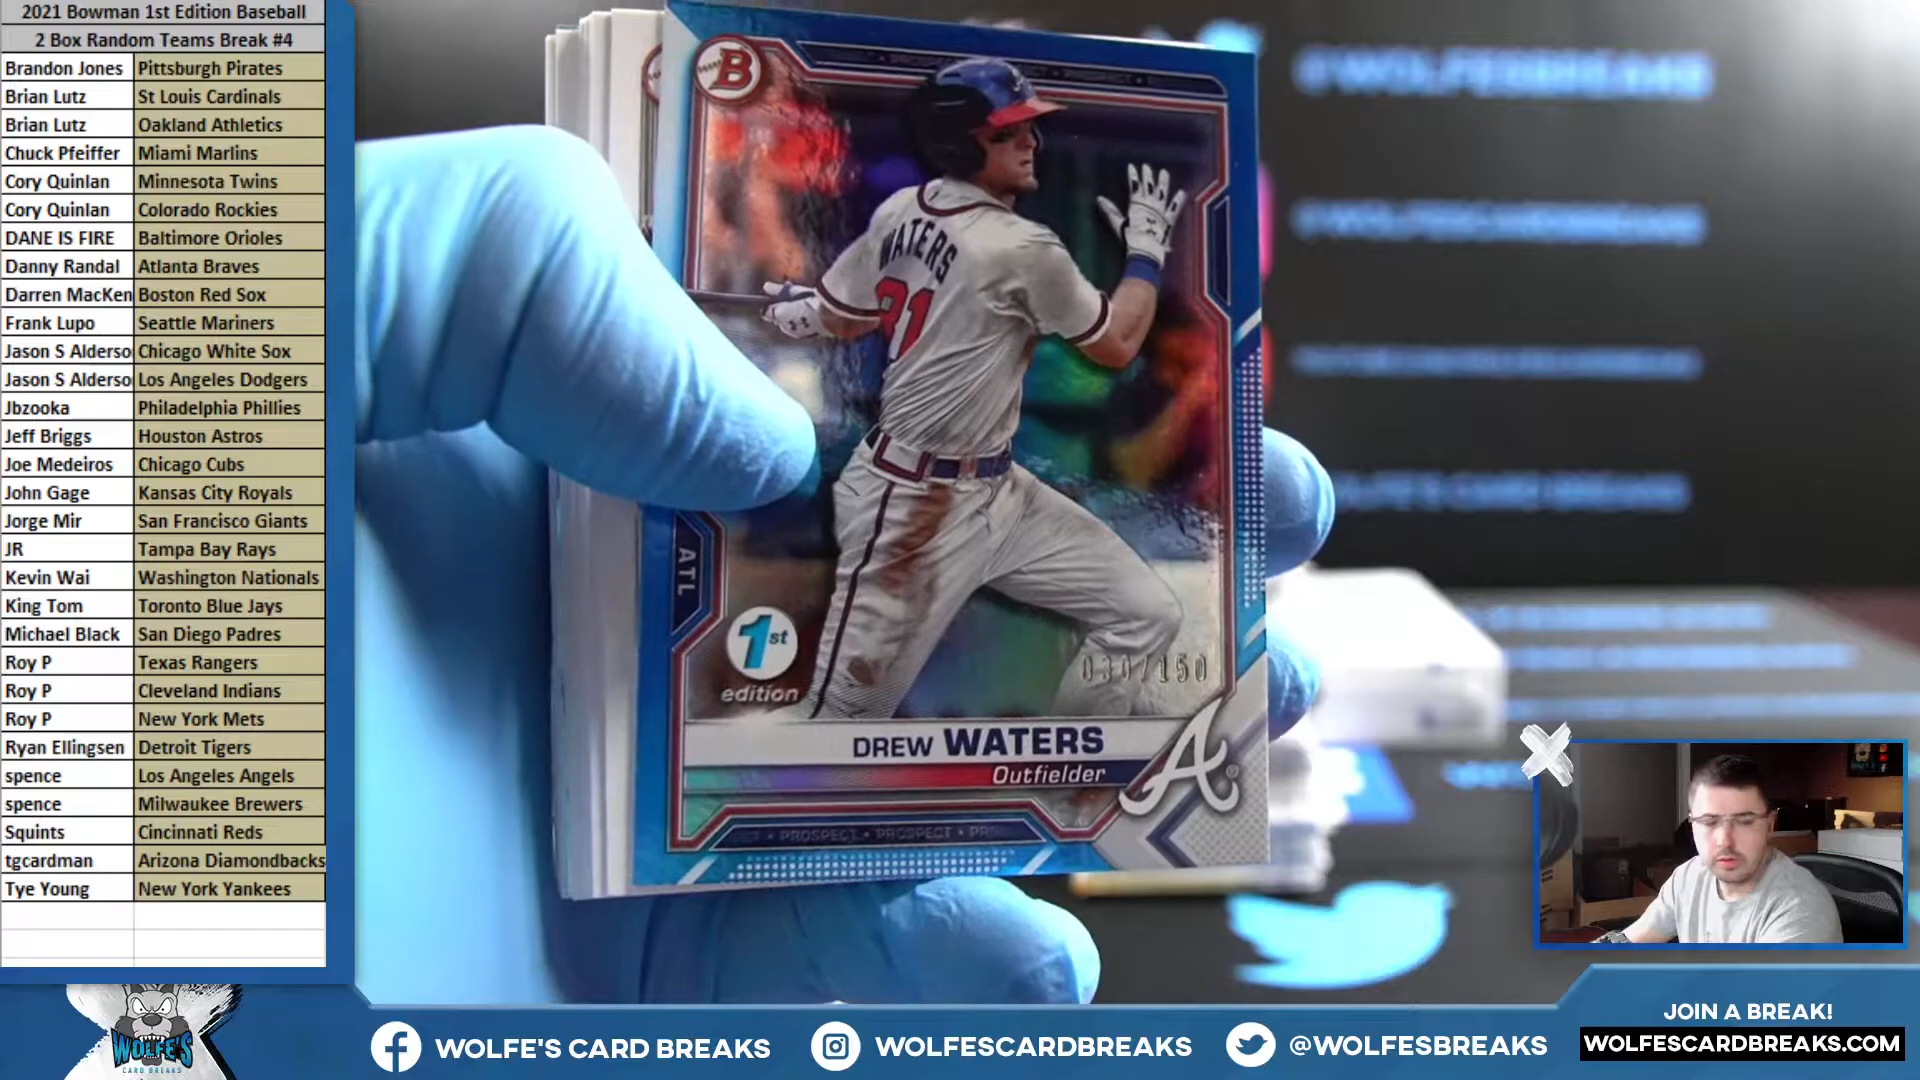 2021 Bowman 1st Edition Baseball
2 Box Random Teams Break #4
Brandon Jones Pittsburgh Pirates
Brian Lutz St Louis Cardinals
Brian Lutz Oakland Athletics
Chuck Pfeiffer Miami Marlins
Cory Quinlan Minnesota Twins
Cory Quinlan Colorado Rockies
DANE IS FIRE Baltimore Orioles
Danny Randal Atlanta Braves
Darren MacKen Boston Red Sox
Frank Lupo Seattle Mariners
Jason S Alderso Chicago White Sox
Jason S Alderso Los Angeles Dodgers
Jbzooka Philadelphia Phillies
Jeff Briggs Houston Astros
Joe Medeiros Chicago Cubs
John Gage Kansas City Royals
Jorge Mir San Francisco Giants
JR Tampa Bay Rays
Kevin Wai Washington Nationals
King Tom Toronto Blue Jays
Michael Black San Diego Padres
Roy P Texas Rangers
Roy P Cleveland Indians
Roy P New York Mets
Ryan Ellingsen Detroit Tigers
spence Los Angeles Angels
spence Milwaukee Brewers
Squints Cincinnati Reds
tgcardman Arizona Diamondbacks
Tye Young New York Yankees
B
WATERS
31
ATL
1st
edition
030/150
DREW WATERS
Outfielder
A
PROSPECT • PROSPECT • PR
@WOLFESBREAKS
@WOLFESCARDBREAKS
WOLFE'S CARD BREAKS
WOLFE'S
CARD BREAKS
WOLFE'S CARD BREAKS
WOLFESCARDBREAKS
@WOLFESBREAKS
JOIN A BREAK!
WOLFESCARDBREAKS.COM